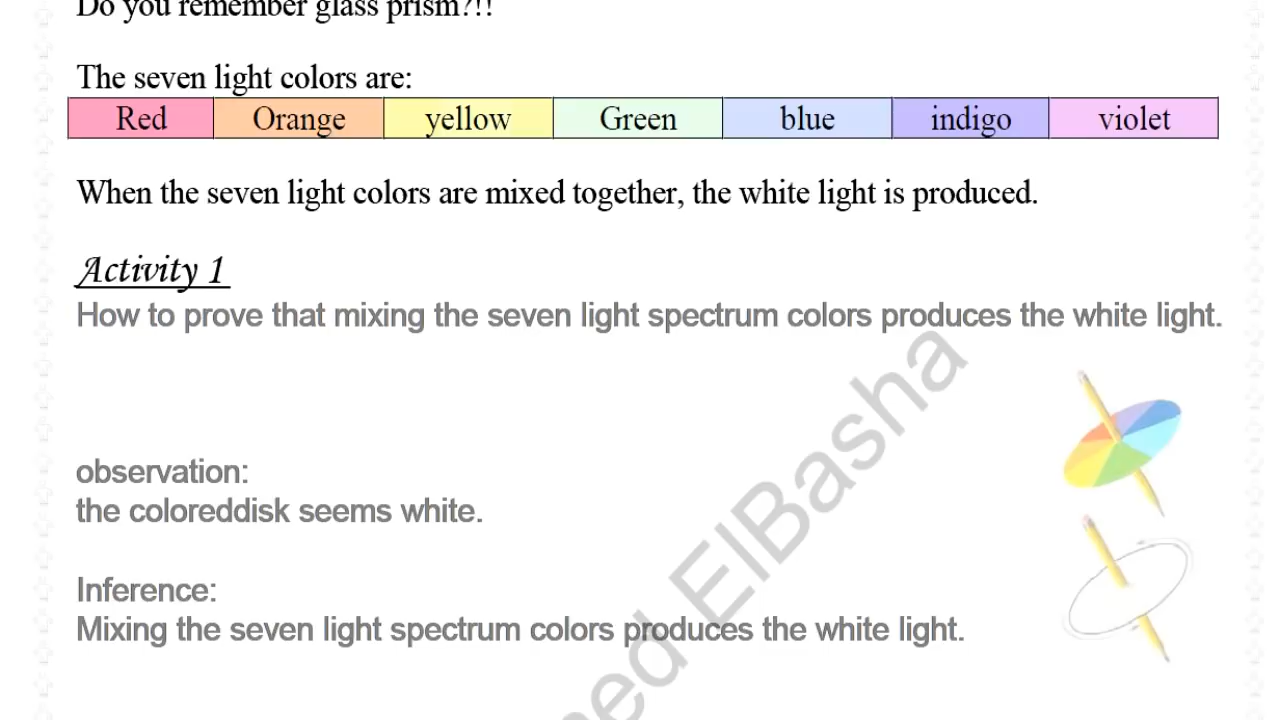 Do you remember glass prism?!!
The seven light colors are:
Red Orange yellow Green blue indigo violet
When the seven light colors are mixed together, the white light is produced.
Activity 1
How to prove that mixing the seven light spectrum colors produces the white light.
observation:
the coloreddisk seems white.
Inference:
Mixing the seven light spectrum colors produces the white light.
ElBasha